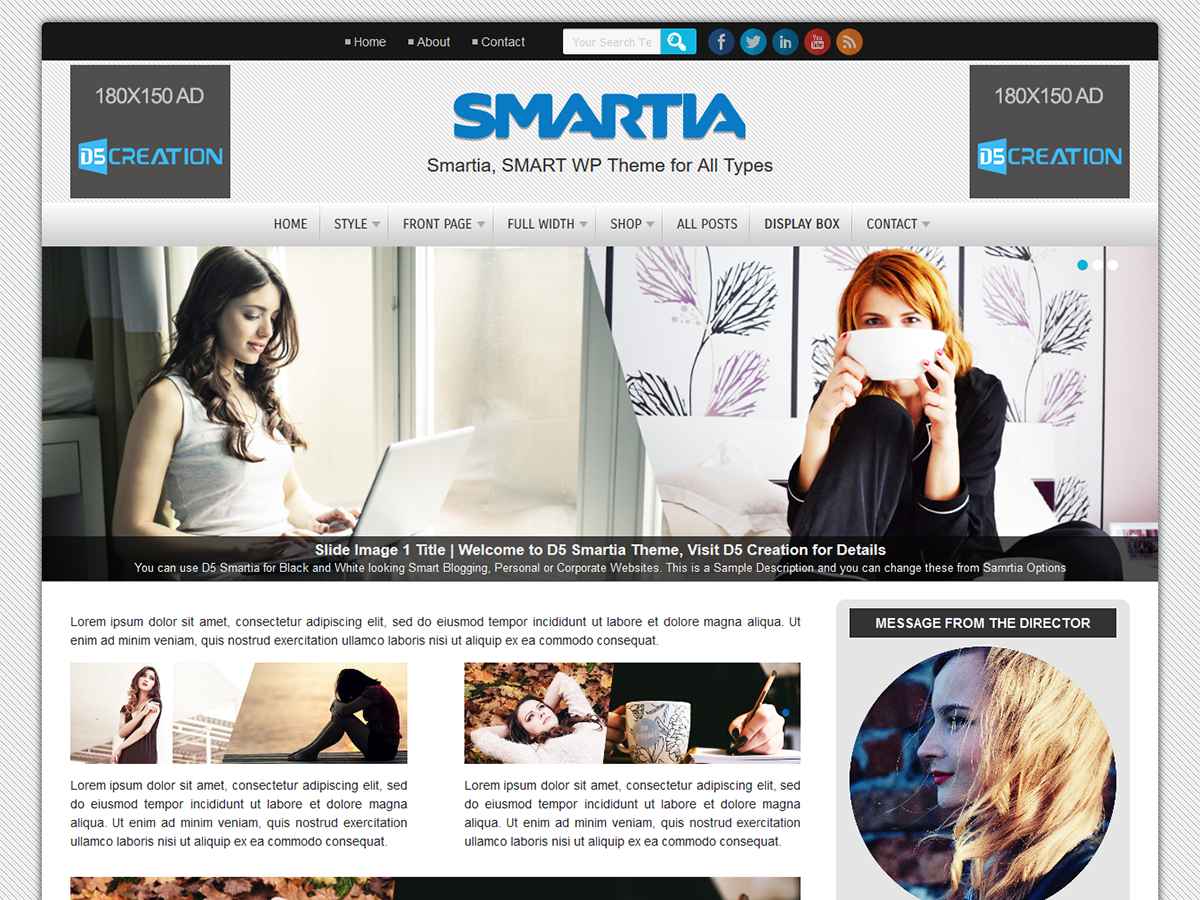 Home About Contact Your Search Te You Tube
180X150 AD
D5 CREATION
SMARTIA
Smartia, SMART WP Theme for All Types
180X150 AD
D5 CREATION
HOME STYLE FRONT PAGE FULL WIDTH SHOP ALL POSTS DISPLAY BOX CONTACT
Slide Image 1 Title | Welcome to D5 Smartia Theme, Visit D5 Creation for Details
You can use D5 Smartia for Black and White looking Smart Blogging, Personal or Corporate Websites. This is a Sample Description and you can change these from Samrtia Options
Lorem ipsum dolor sit amet, consectetur adipiscing elit, sed do eiusmod tempor incididunt ut labore et dolore magna aliqua. Ut
enim ad minim veniam, quis nostrud exercitation ullamco laboris nisi ut aliquip ex ea commodo consequat.
Lorem ipsum dolor sit amet, consectetur adipiscing elit, sed
do eiusmod tempor incididunt ut labore et dolore magna
aliqua. Ut enim ad minim veniam, quis nostrud exercitation
ullamco laboris nisi ut aliquip ex ea commodo consequat.
Lorem ipsum dolor sit amet, consectetur adipiscing elit, sed
do eiusmod tempor incididunt ut labore et dolore magna
aliqua. Ut enim ad minim veniam, quis nostrud exercitation
ullamco laboris nisi ut aliquip ex ea commodo consequat.
MESSAGE FROM THE DIRECTOR